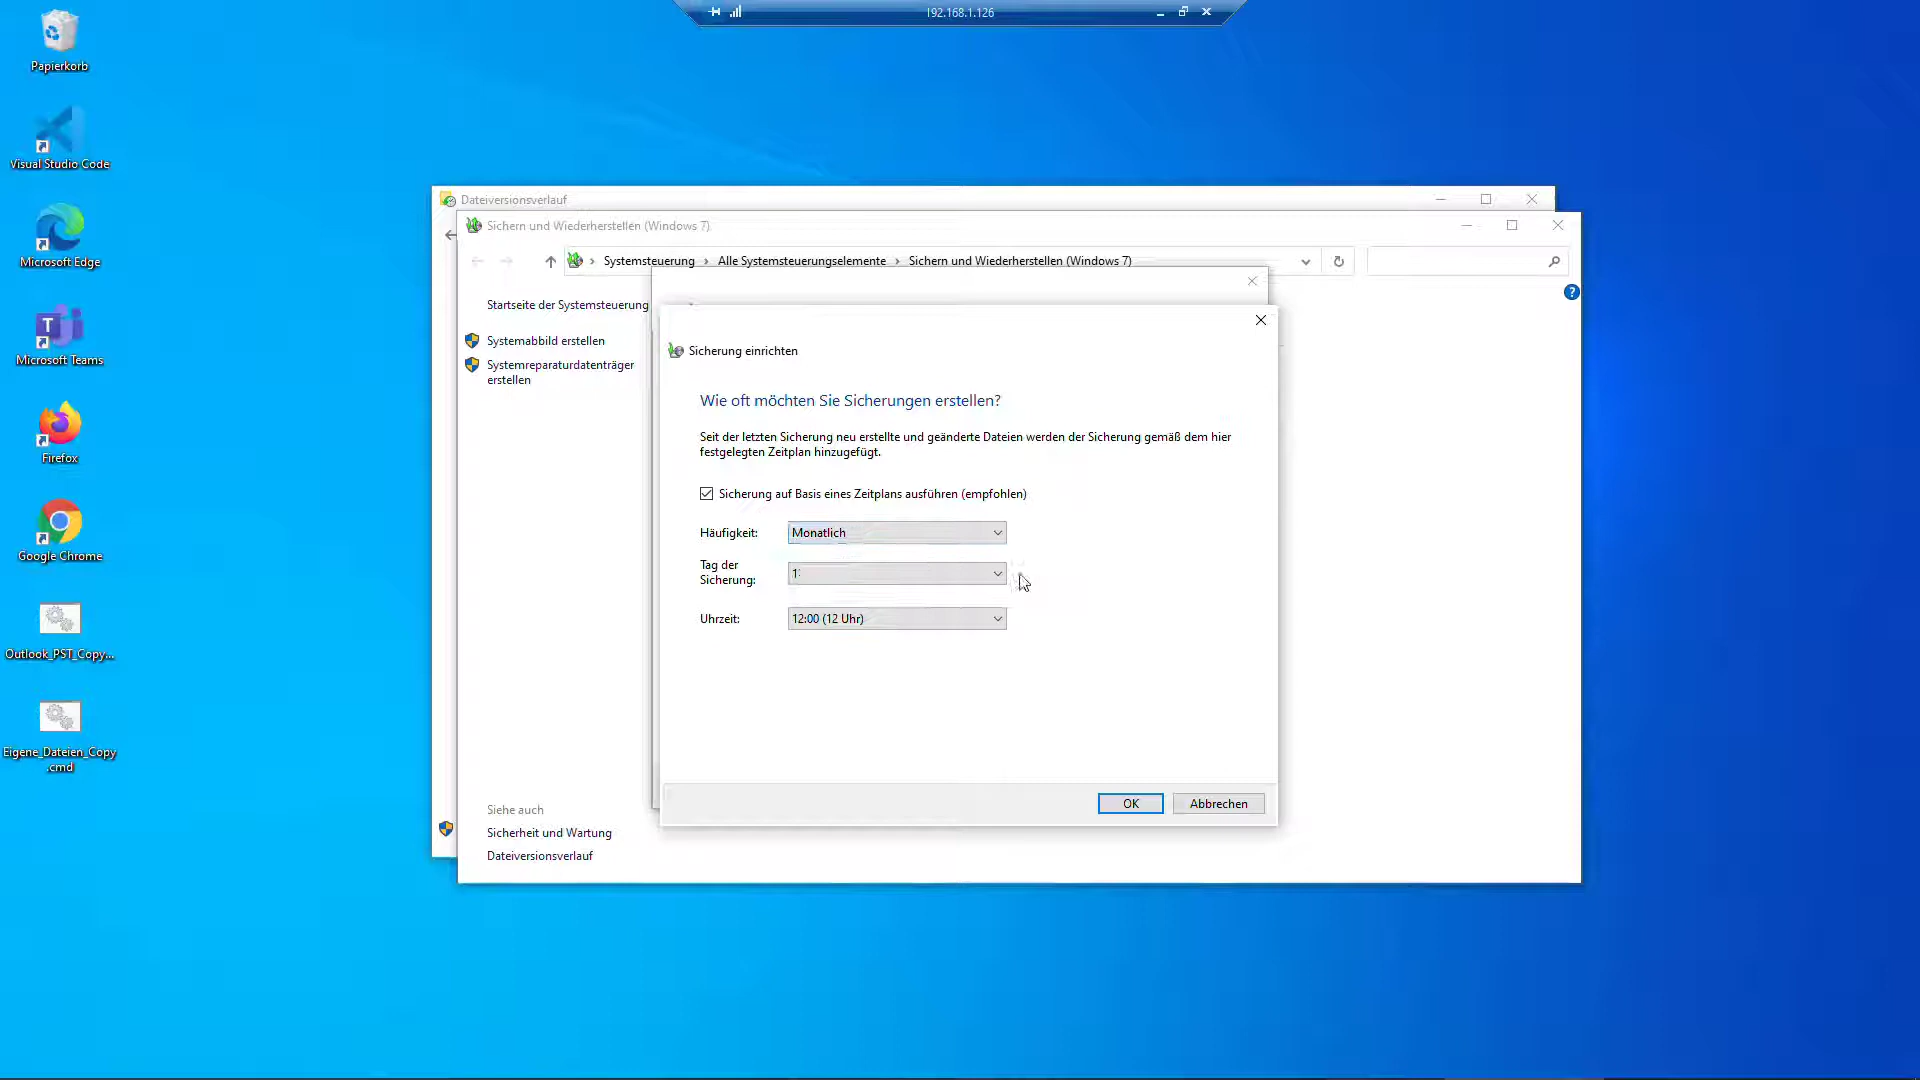 192.168.1.126
Papierkorb
Visual Studio Code
Microsoft Edge
Microsoft Teams
Firefox
Google Chrome
Outlook_PST_Copy...
Eigene_Dateien_Copy
.cmd
Dateiversionsverlauf
Sichern und Wiederherstellen (Windows 7)
Systemsteuerung › Alle Systemsteuerungselemente › Sichern und Wiederherstellen (Windows 7)
Startseite der Systemsteuerung
Systemabbild erstellen
Systemreparaturdatenträger
erstellen
Siehe auch
Sicherheit und Wartung
Dateiversionsverlauf
Sicherung einrichten
Wie oft möchten Sie Sicherungen erstellen?
Seit der letzten Sicherung neu erstellte und geänderte Dateien werden der Sicherung gemäß dem hier
festgelegten Zeitplan hinzugefügt.
Sicherung auf Basis eines Zeitplans ausführen (empfohlen)
Häufigkeit: Monatlich
Tag der
Sicherung:
Uhrzeit: 12:00 (12 Uhr)
OK Abbrechen